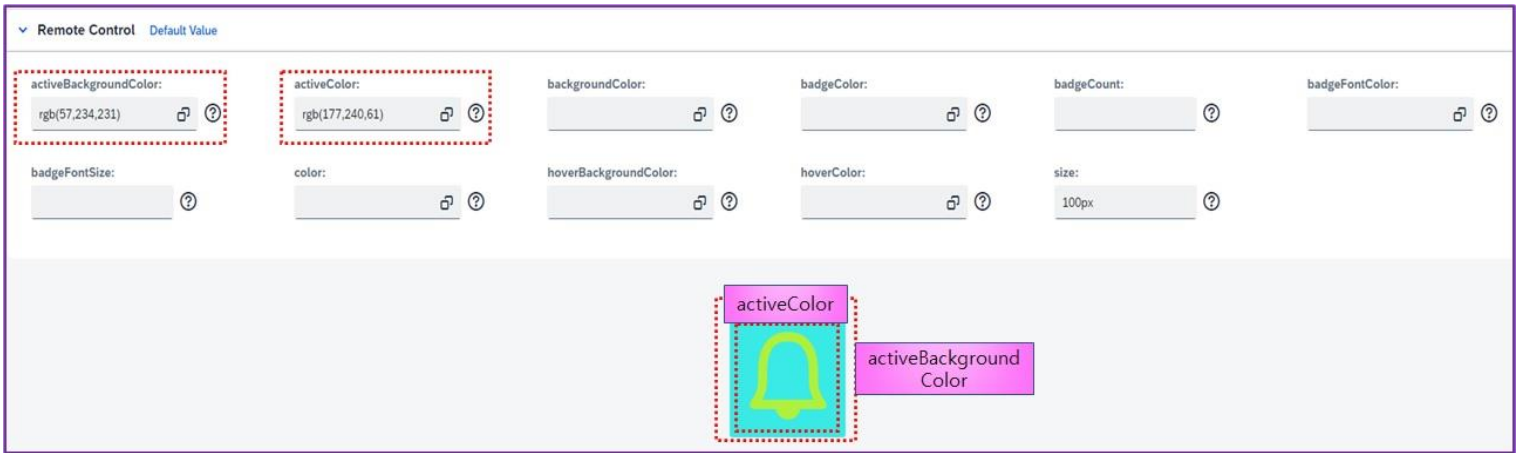 Remote Control Default Value
activeBackgroundColor: activeColor: backgroundColor: badgeColor: badgeCount: badgeFontColor:
rgb(57,234,231) rgb(177,240,61)
badgeFontSize: color: hoverBackgroundColor: hoverColor: size:
100px
activeColor
activeBackground
Color